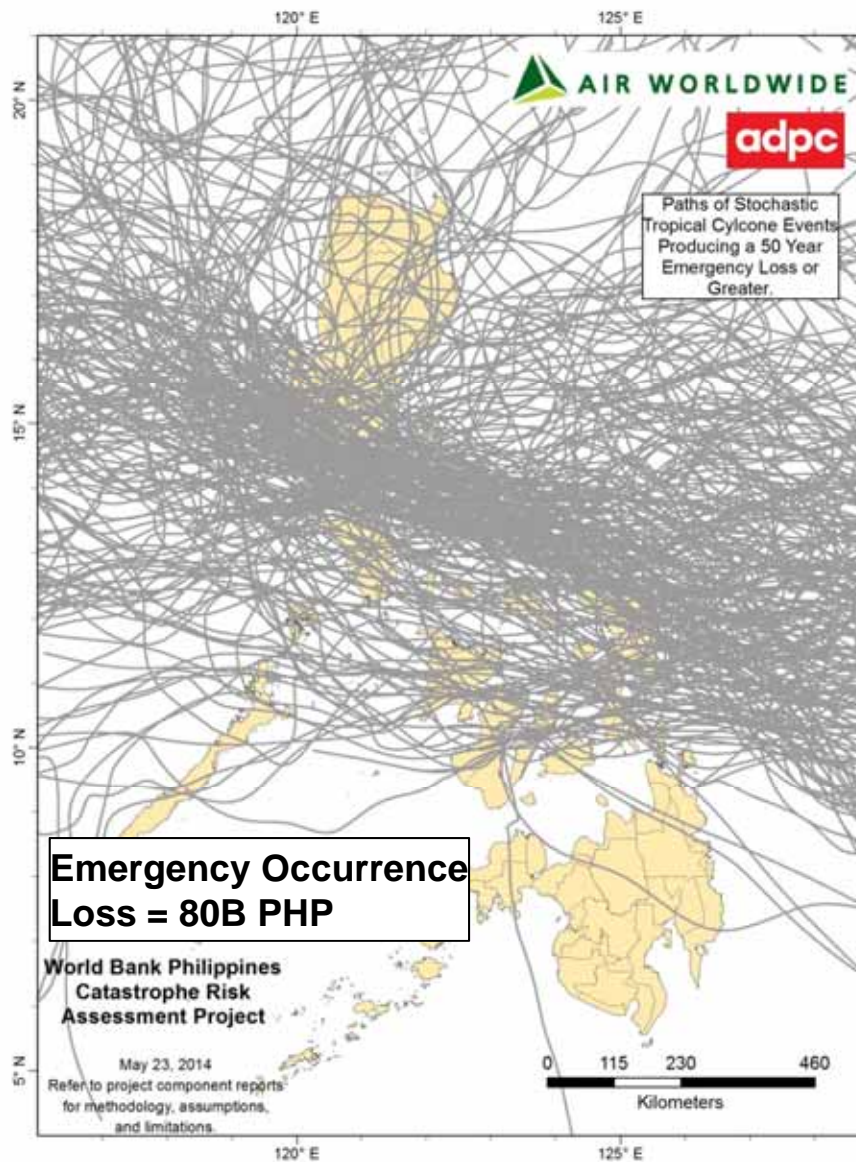 120° E 125° E
20° N
AIR WORLDWIDE
adpc
Paths of Stochastic
Tropical Cylcone Events
Producing a 50 Year
Emergency Loss or
Greater.
15° N
10° N
Emergency Occurrence
Loss = 80B PHP
World Bank Philippines
Catastrophe Risk
Assessment Project
May 23, 2014
Refer to project component reports
for methodology, assumptions,
and limitations.
5° N
0 115 230 460
Kilometers
120° E 125° E